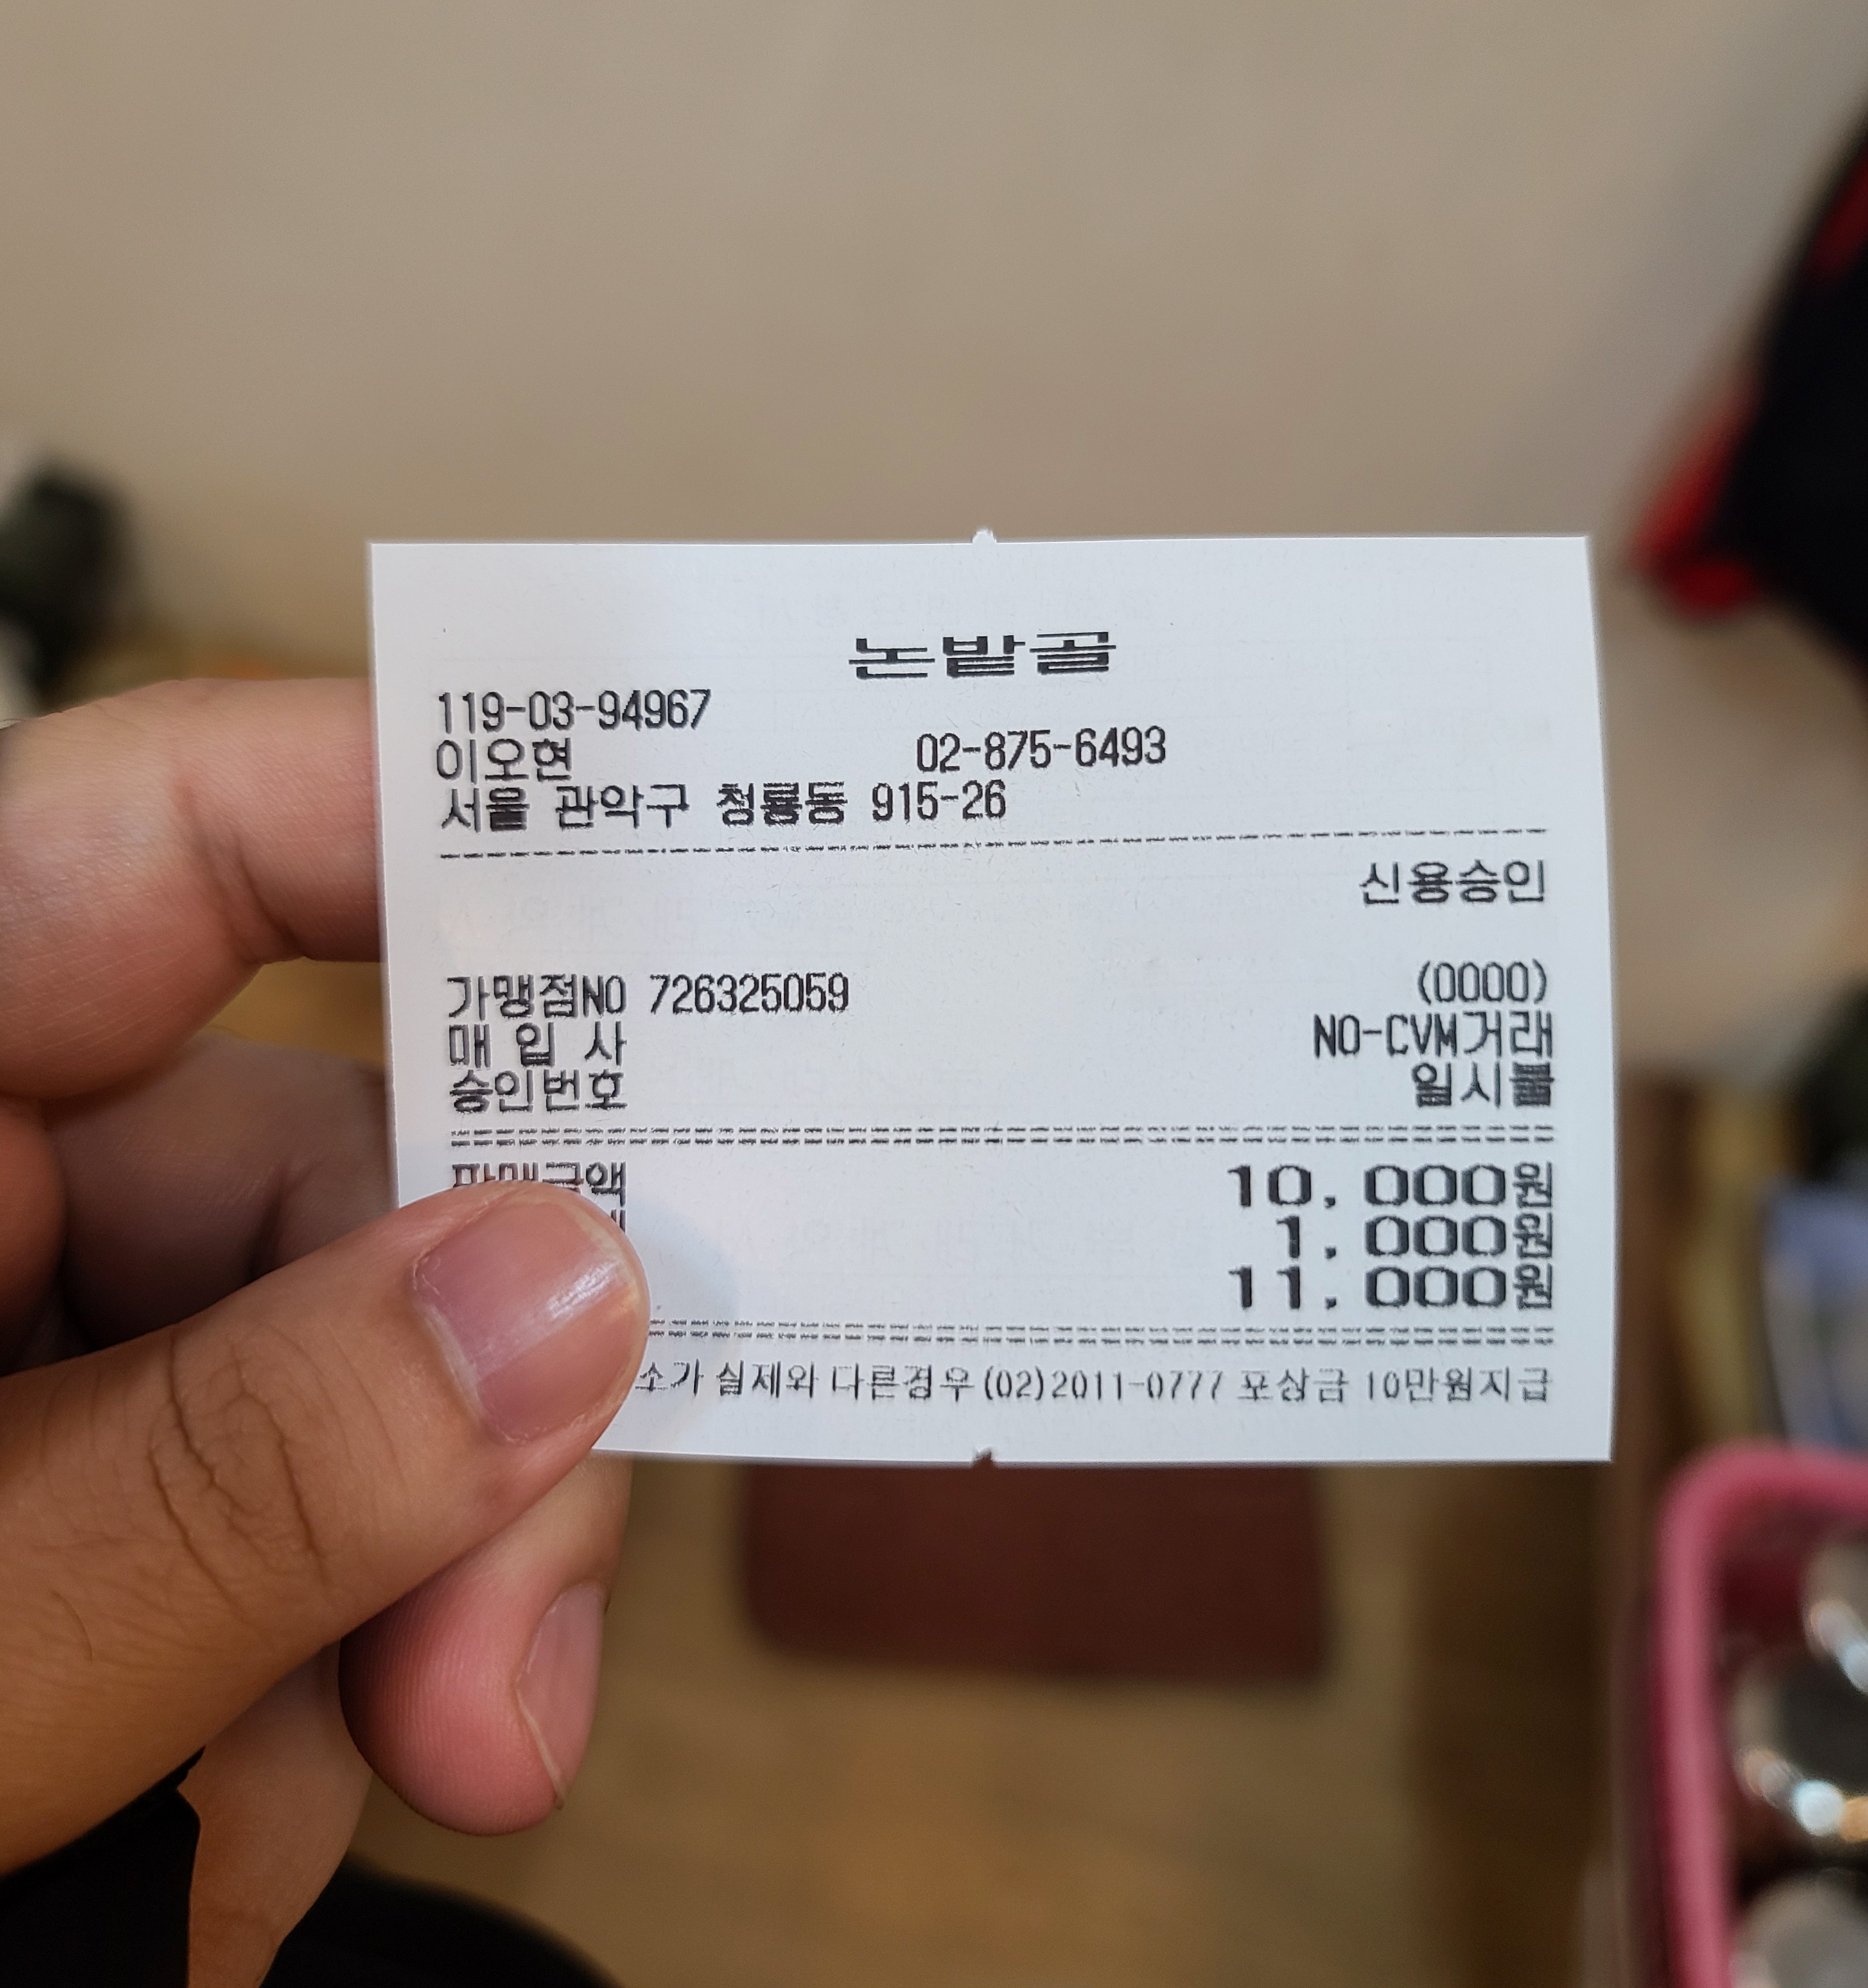 논밭골
119-03-94967
이오현 02-875-6493
서울 관악구 청룡동 915-26
신용승인
가맹점NO 726325059 (0000)
매 입 사 NO-CVM거래
승인번호 일시불
판매금액 10,000원
1,000원
11,000원
실제와 다른경우(02)2011-0777 포상금 10만원지급